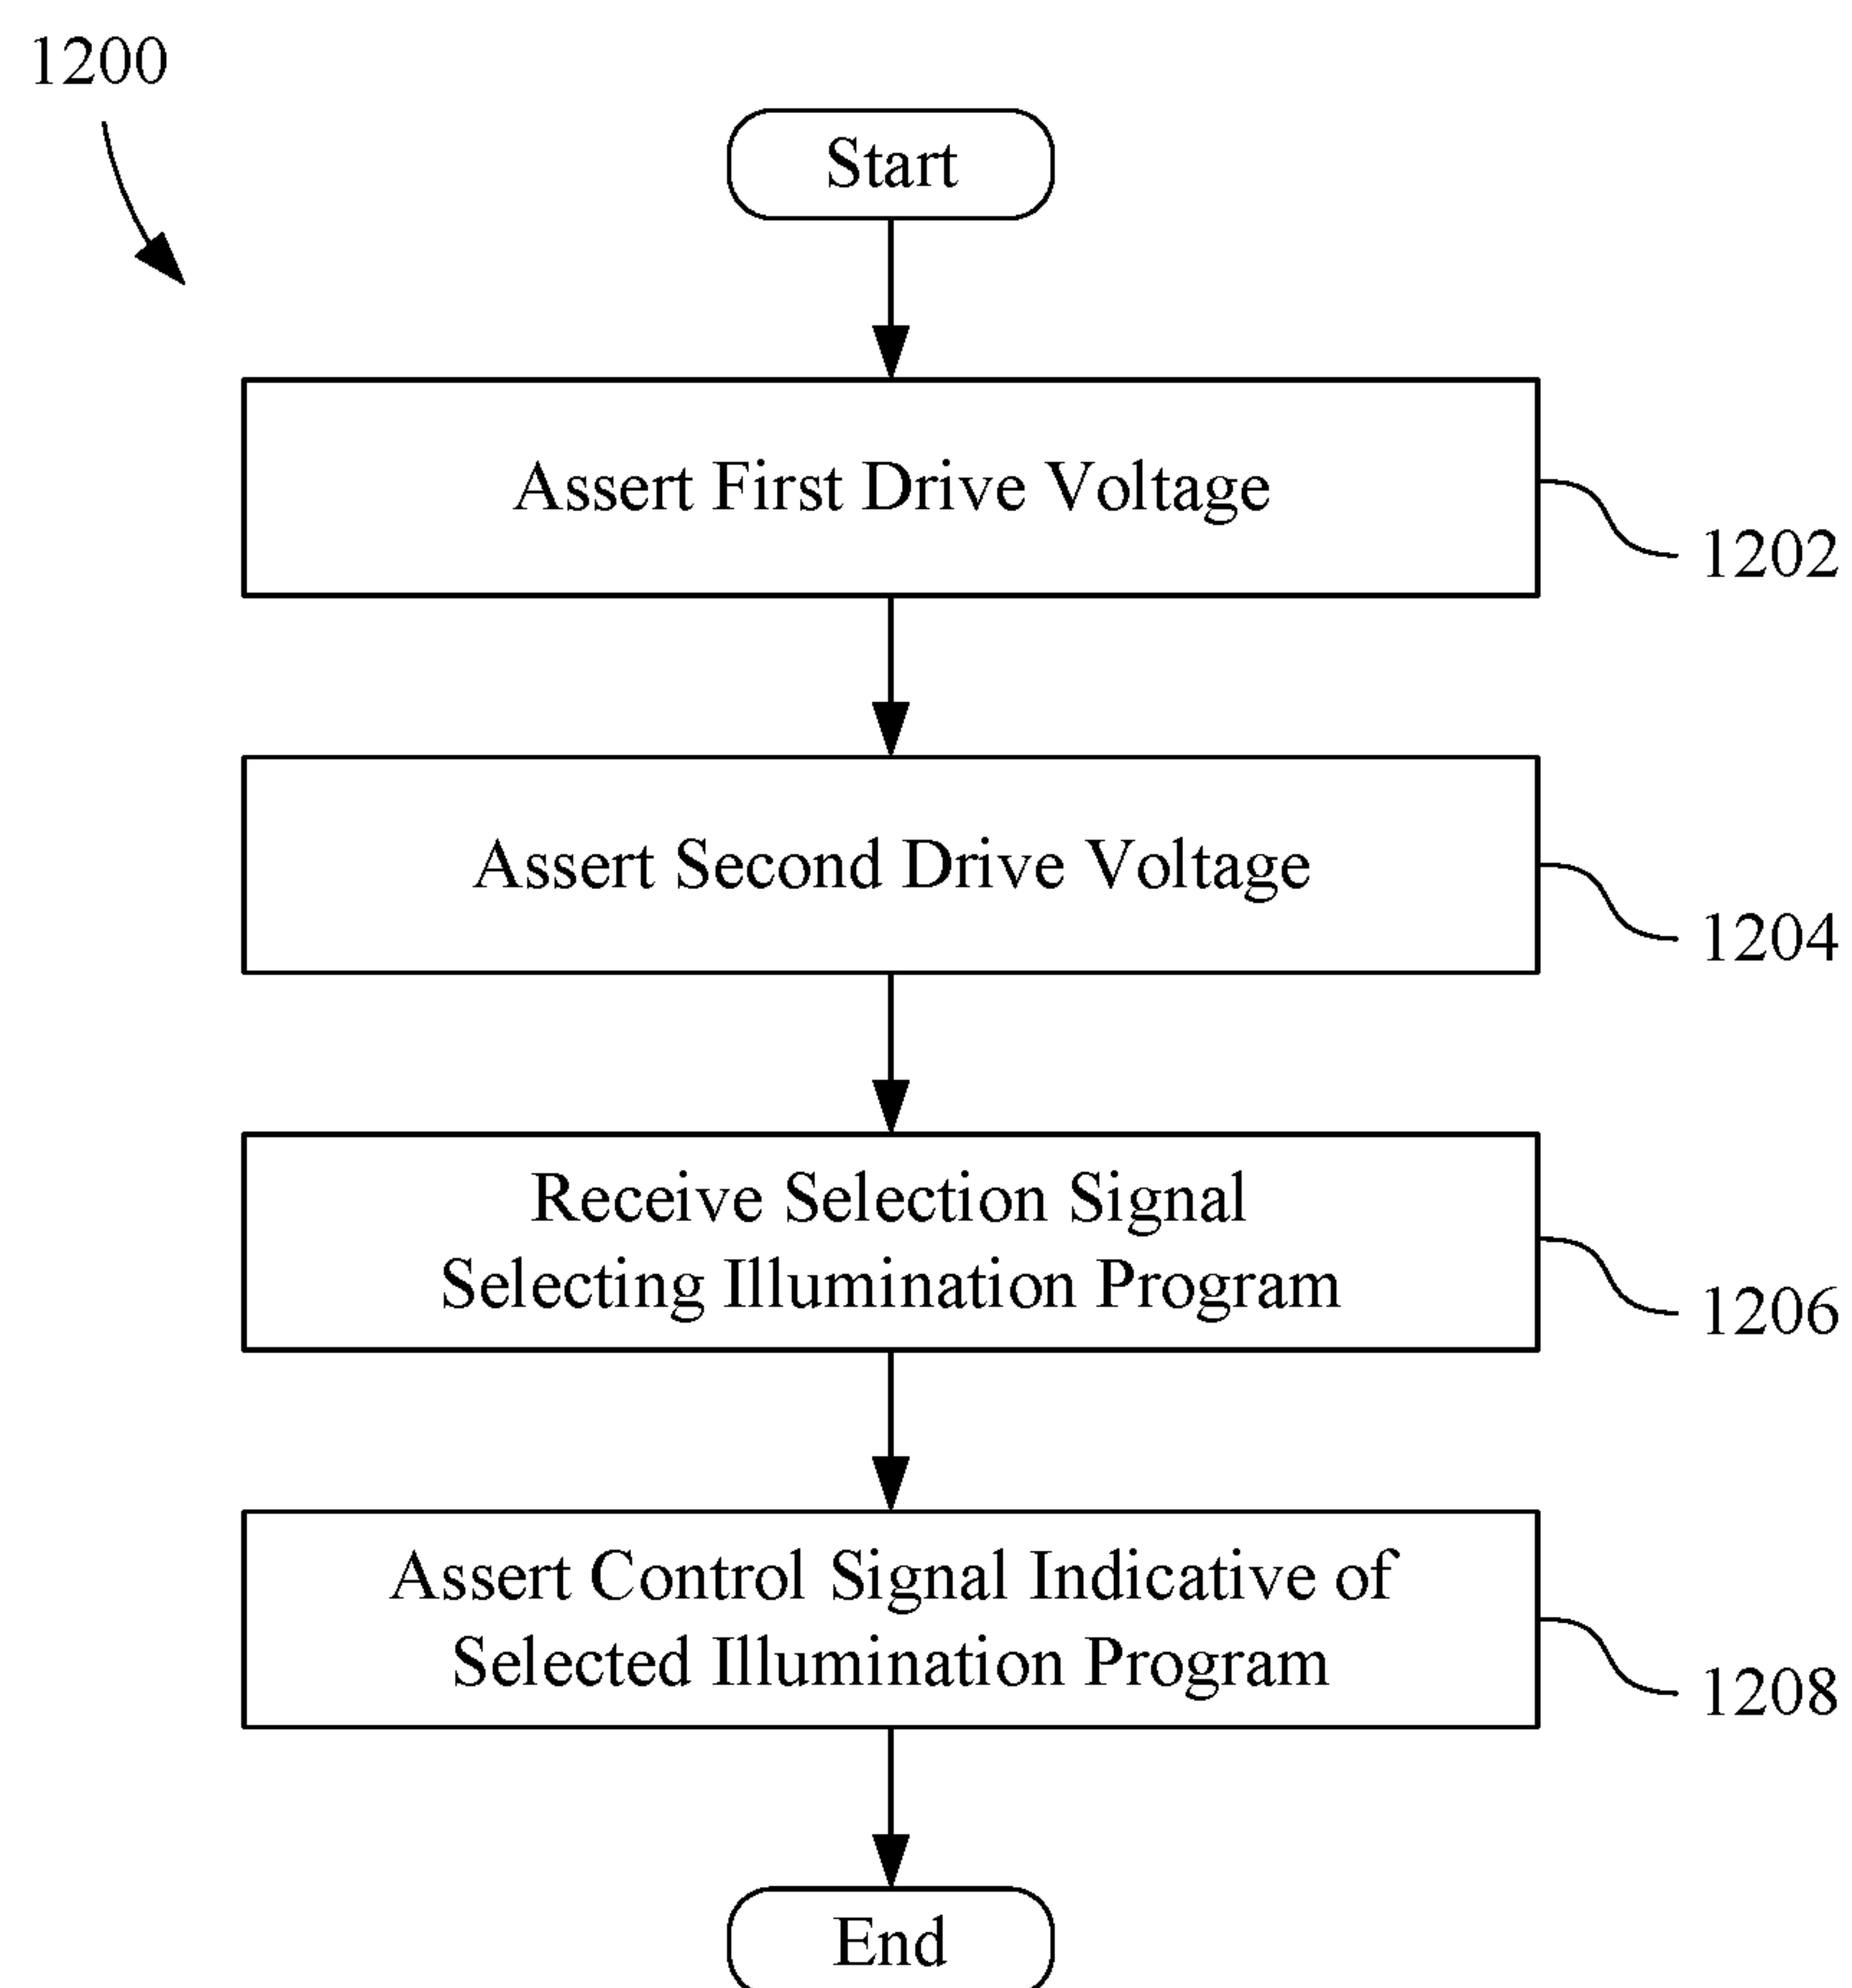 1200
Start
Assert First Drive Voltage
1202
Assert Second Drive Voltage
1204
Receive Selection Signal
Selecting Illumination Program
1206
Assert Control Signal Indicative of
Selected Illumination Program
1208
End